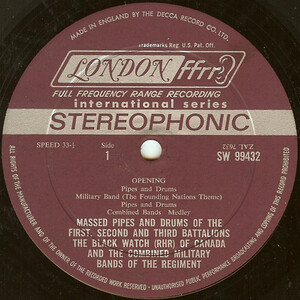 MADE IN ENGLAND BY THE DECCA RECORD CO. LTD.
Trademarks Reg. U.S. Pat. Off.
LONDON ffrr
FULL FREQUENCY RANGE RECORDING
international series
STEREOPHONIC
SPEED 33⅓
Side
1
ZAL 7632
SW 99432
OPENING
Pipes and Drums
Military Band (The Founding Nations Theme)
Pipes and Drums
Combined Bands Medley
MASSED PIPES AND DRUMS OF THE
FIRST, SECOND AND THIRD BATTALIONS
THE BLACK WATCH (RHR) OF CANADA
AND THE COMBINED MILITARY
BANDS OF THE REGIMENT
ALL RIGHTS OF THE MANUFACTURER AND OF THE OWNER OF THE RECORDED WORK RESERVED · UNAUTHORISED PUBLIC PERFORMANCE, BROADCASTING AND COPYING OF THIS RECORD PROHIBITED